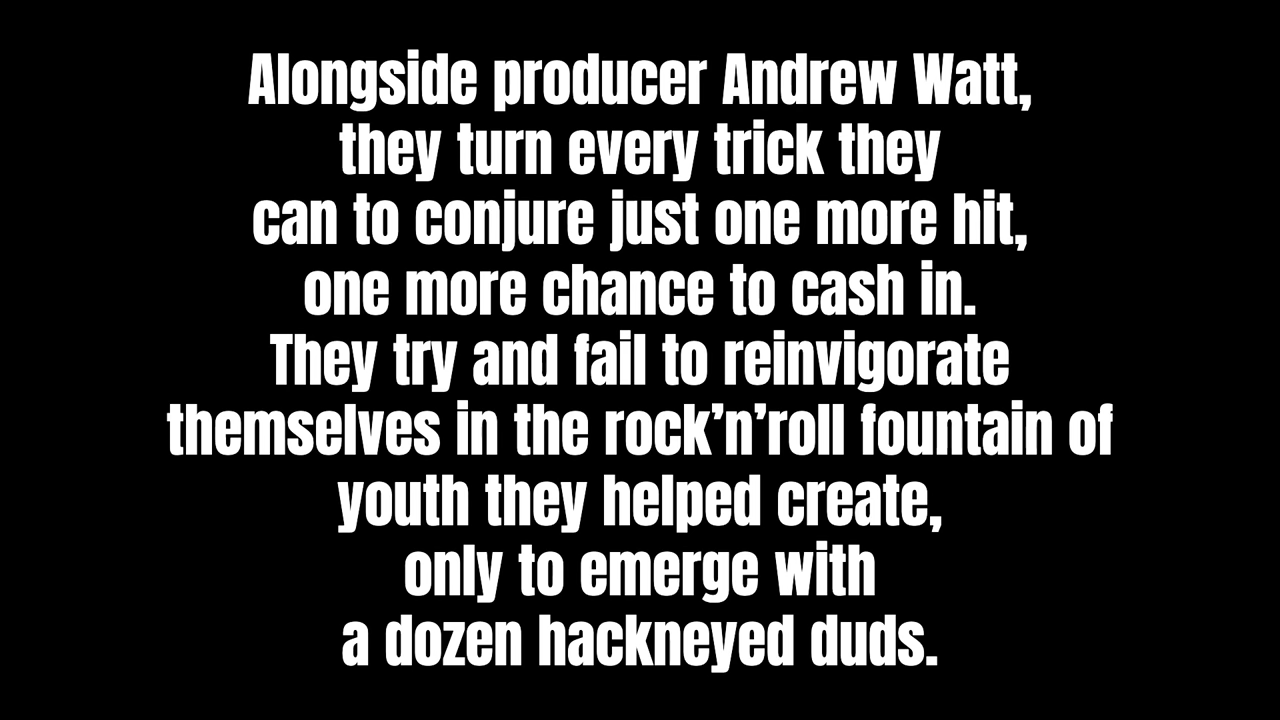 Alongside producer Andrew Watt,
they turn every trick they
can to conjure just one more hit,
one more chance to cash in.
They try and fail to reinvigorate
themselves in the rock’n’roll fountain of
youth they helped create,
only to emerge with
a dozen hackneyed duds.